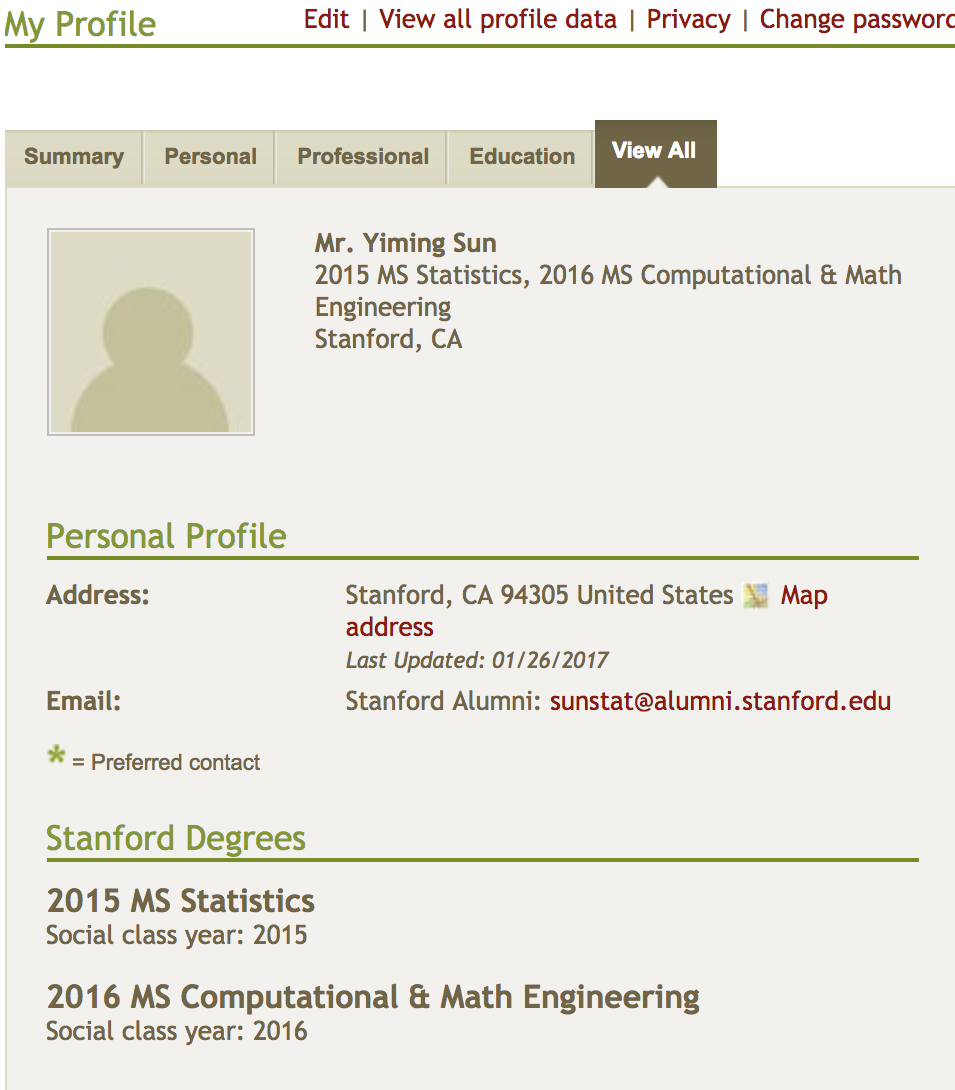 My Profile
Edit | View all profile data | Privacy | Change password
Summary Personal Professional Education View All
Mr. Yiming Sun
2015 MS Statistics, 2016 MS Computational & Math
Engineering
Stanford, CA
Personal Profile
Address: Stanford, CA 94305 United States Map
address
Last Updated: 01/26/2017
Email: Stanford Alumni: sunstat@alumni.stanford.edu
* = Preferred contact
Stanford Degrees
2015 MS Statistics
Social class year: 2015
2016 MS Computational & Math Engineering
Social class year: 2016